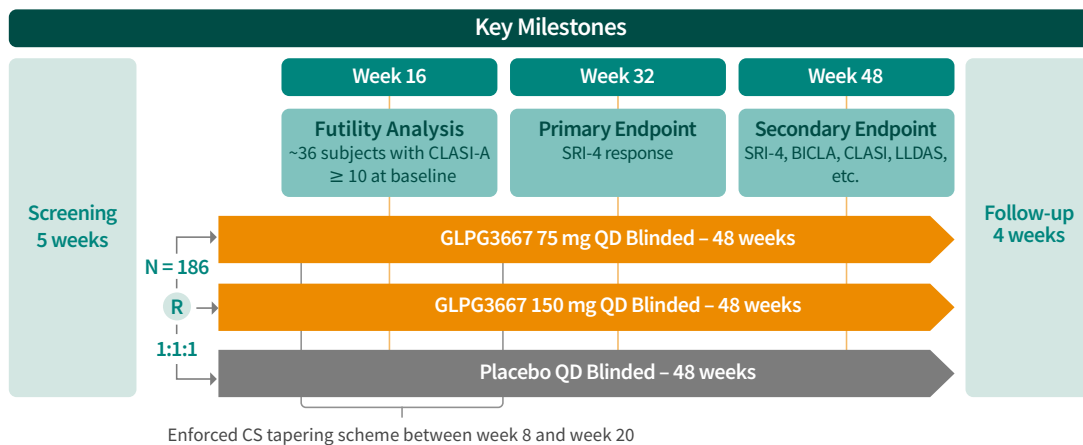 Key Milestones
Week 16
Week 32
Week 48
Futility Analysis
~36 subjects with CLASI-A
≥ 10 at baseline
Primary Endpoint
SRI-4 response
Secondary Endpoint
SRI-4, BICLA, CLASI, LLDAS,
etc.
Screening
5 weeks
Follow-up
4 weeks
N = 186
R
1:1:1
GLPG3667 75 mg QD Blinded – 48 weeks
GLPG3667 150 mg QD Blinded – 48 weeks
Placebo QD Blinded – 48 weeks
Enforced CS tapering scheme between week 8 and week 20